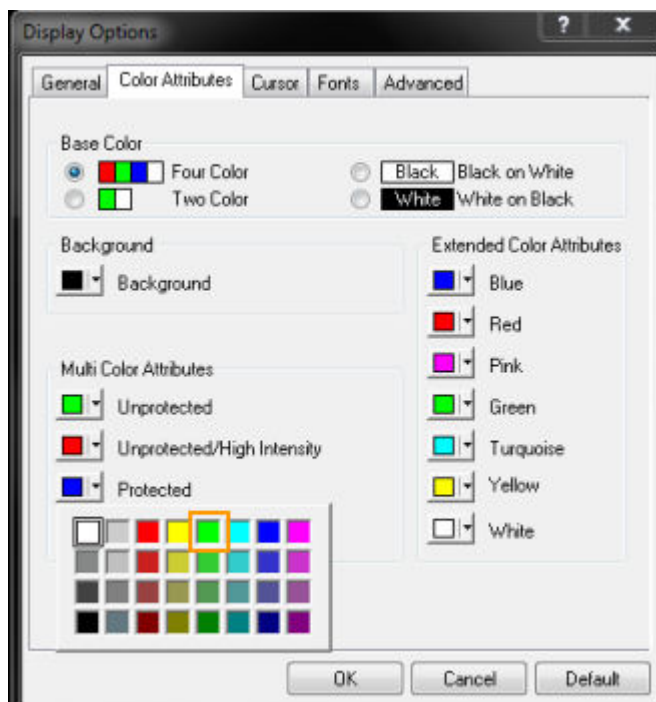 Display Options
? x
General Color Attributes Cursor Fonts Advanced
Base Color
Four Color Black Black on White
Two Color White White on Black
Background
Background
Extended Color Attributes
Blue
Red
Pink
Green
Turquoise
Yellow
White
Multi Color Attributes
Unprotected
Unprotected/High Intensity
Protected
OK Cancel Default